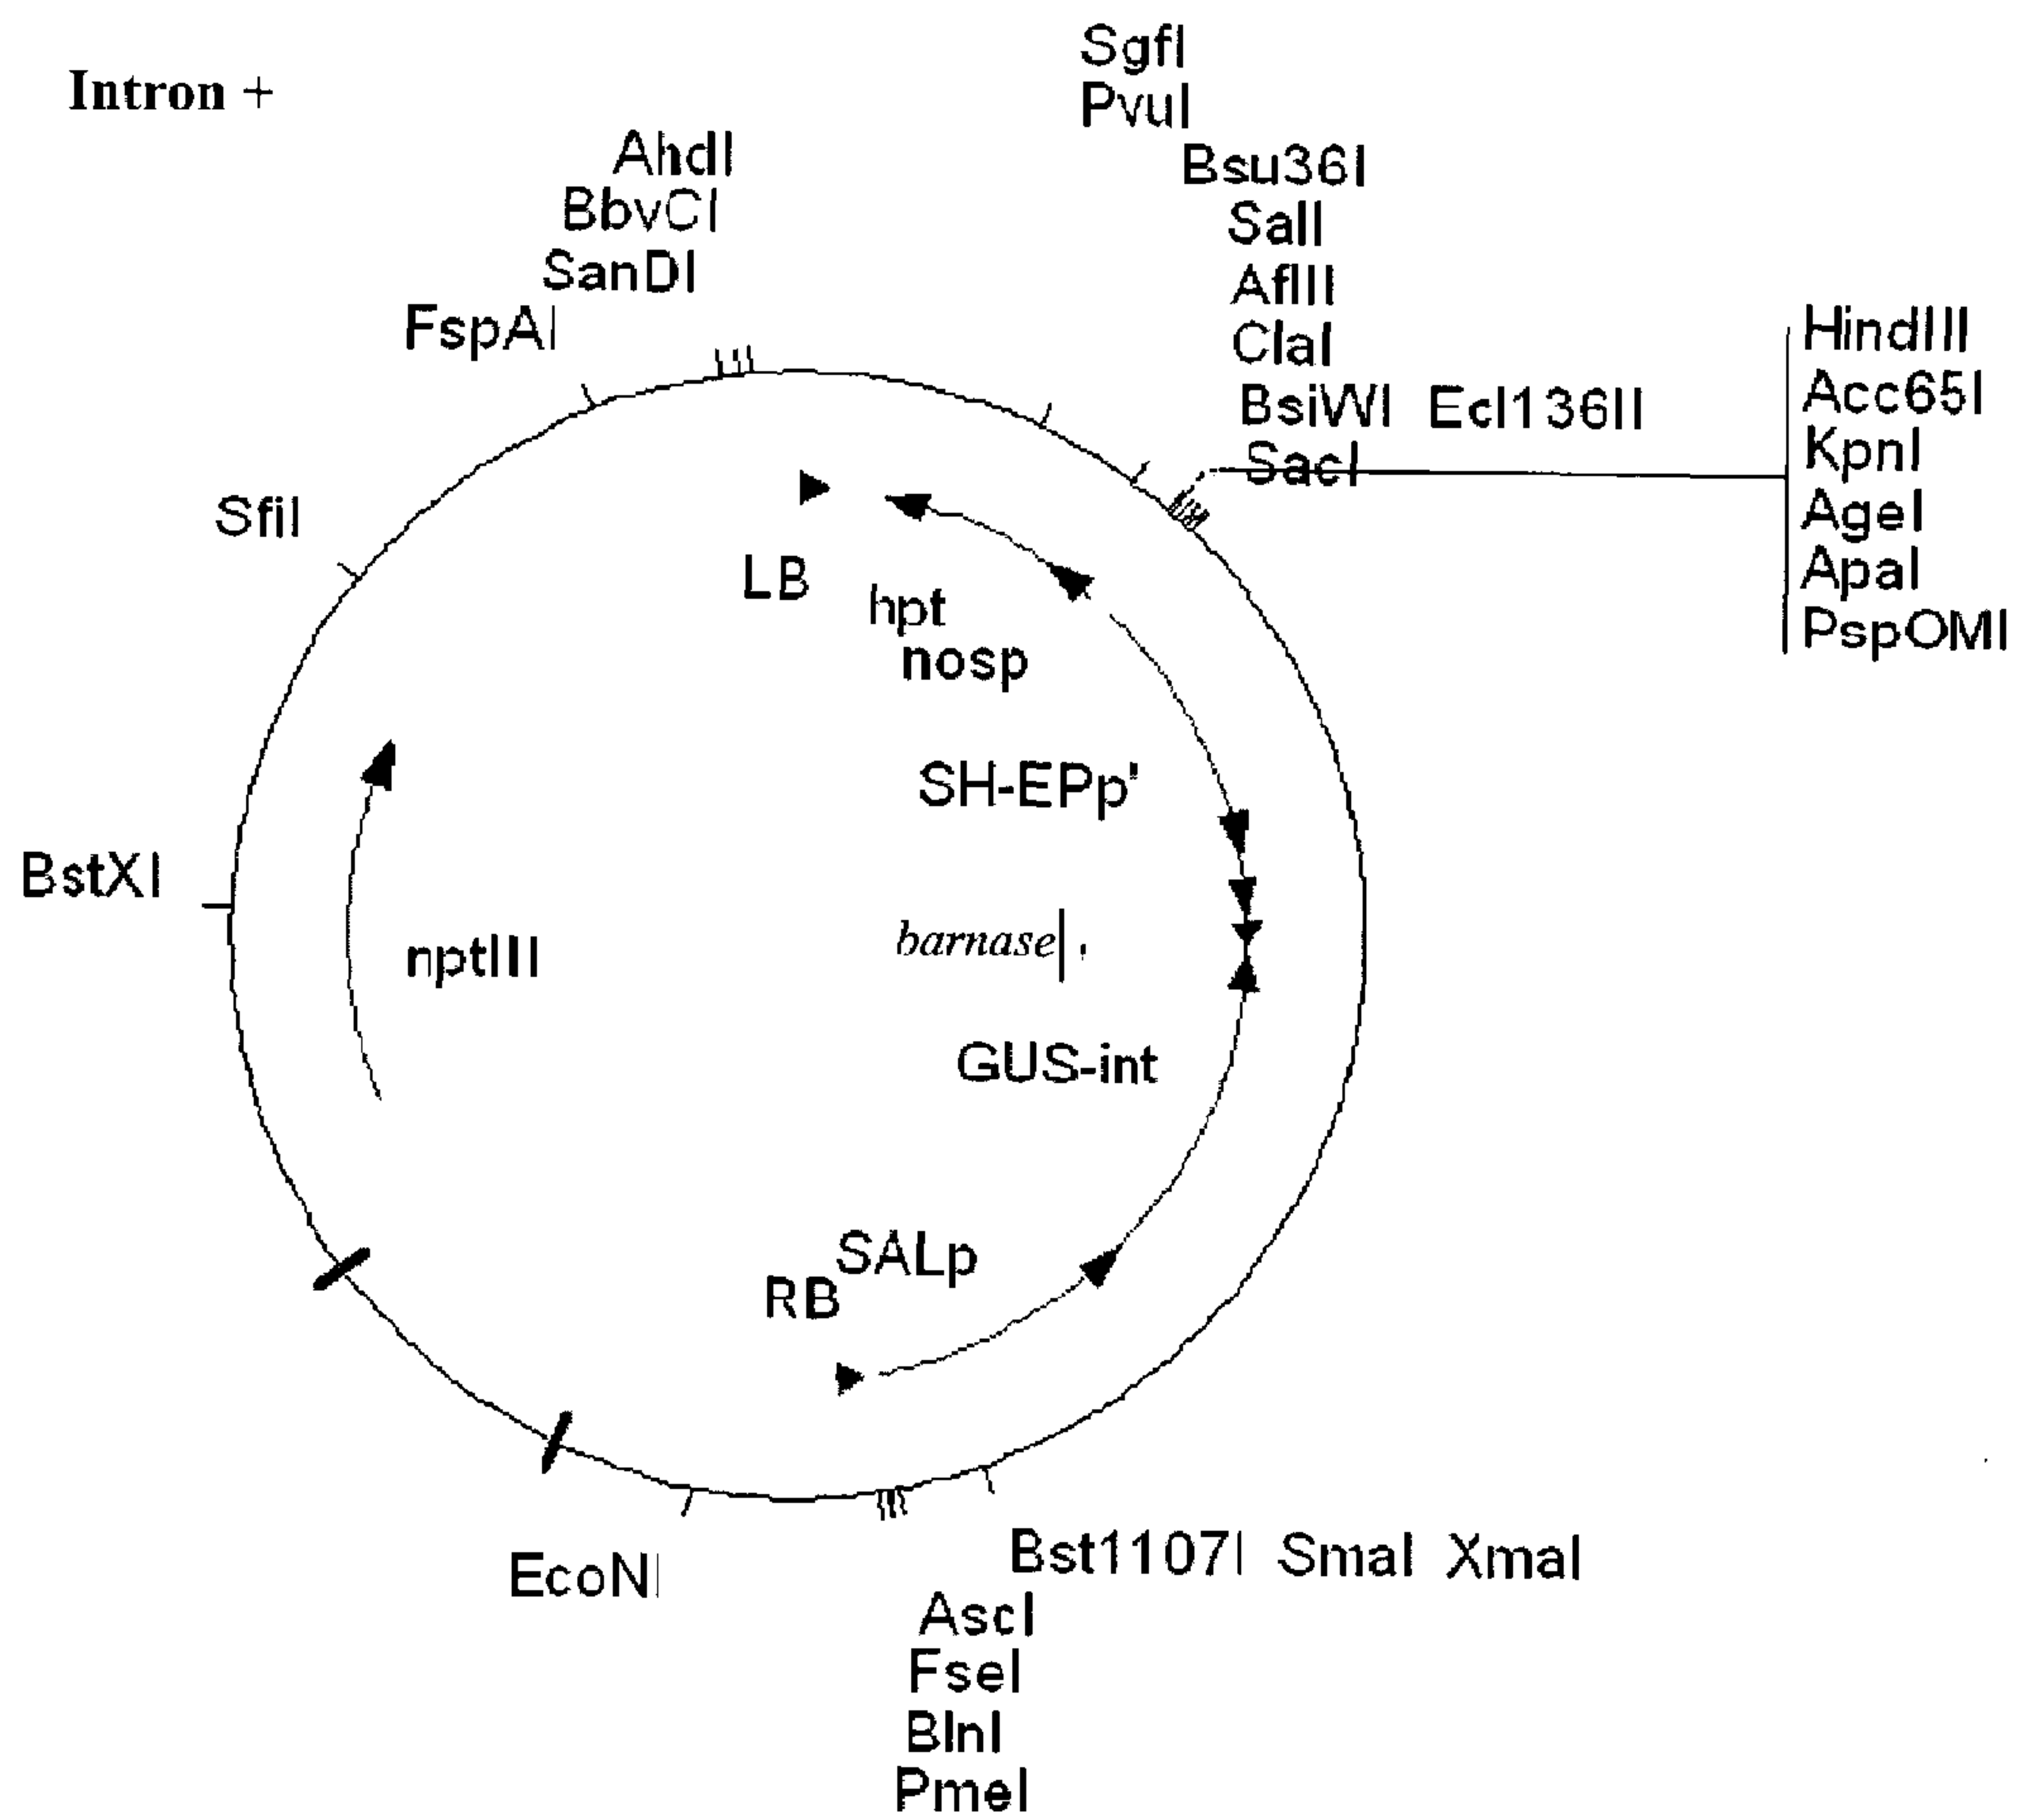 Intron +
SgfI
PvuI
AhdI
BbvCI
SanDI
FspAI
Bsu36I
SalI
AflII
ClaI
BsiWI Ecl136II
SacI
HindIII
Acc65I
KpnI
AgeI
ApaI
PspOMI
SfiI
LB
hpt
nosp
SH-EPp'
BstXI
nptIII
barnase
GUS-int
SALp
RB
EcoNI
Bst1107I SmaI XmaI
AscI
FseI
BlnI
PmeI